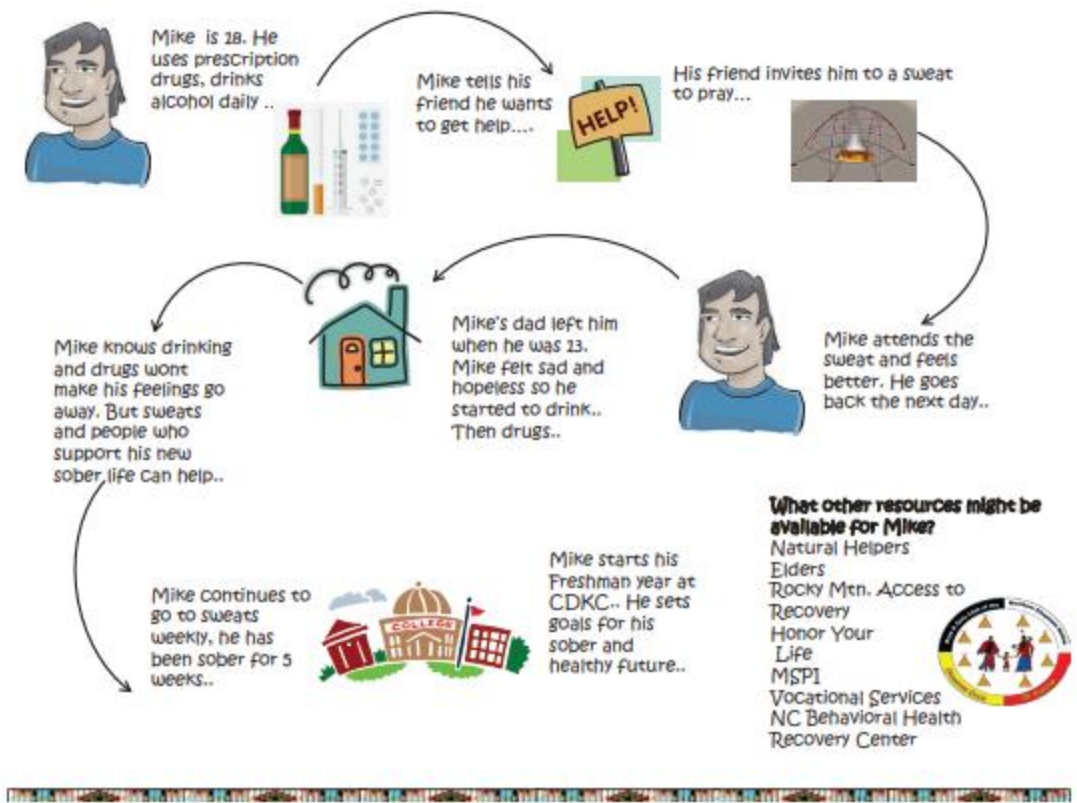 Mike is 18. He
uses prescription
drugs, drinks
alcohol daily ..
Mike tells his
friend he wants
to get help....
HELP!
His friend invites him to a sweat
to pray...
Mike attends the
sweat and feels
better. He goes
back the next day..
Mike's dad left him
when he was 13.
Mike felt sad and
hopeless so he
started to drink..
Then drugs..
Mike knows drinking
and drugs wont
make his feelings go
away. But sweats
and people who
support his new
sober life can help..
Mike continues to
go to sweats
weekly, he has
been sober for 5
weeks..
COLLEGE
Mike starts his
Freshman year at
CDKC.. He sets
goals for his
sober and
healthy future..
What other resources might be
available for Mike?
Natural Helpers
Elders
Rocky Mtn. Access to
Recovery
Honor Your
Life
MSPI
Vocational Services
NC Behavioral Health
Recovery Center